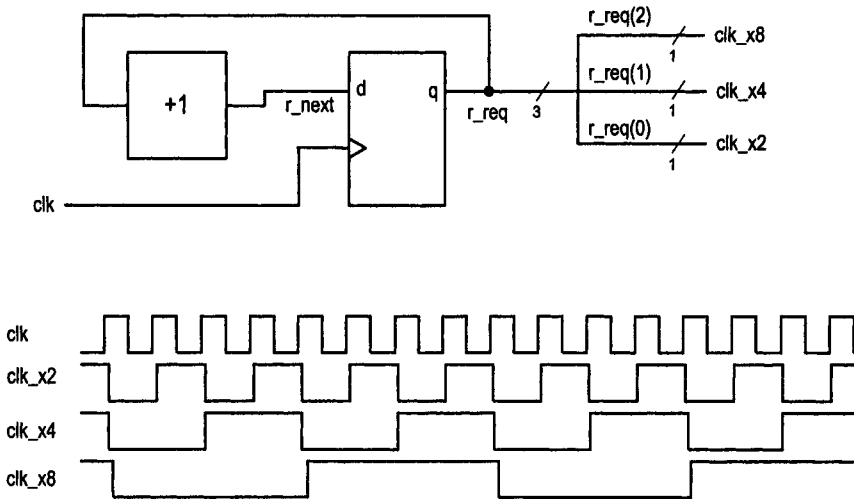 r_req(2)
clk_x8
1
+1
r_next
d
q
r_req
3
r_req(1)
clk_x4
1
r_req(0)
clk_x2
1
clk
clk
clk_x2
clk_x4
clk_x8